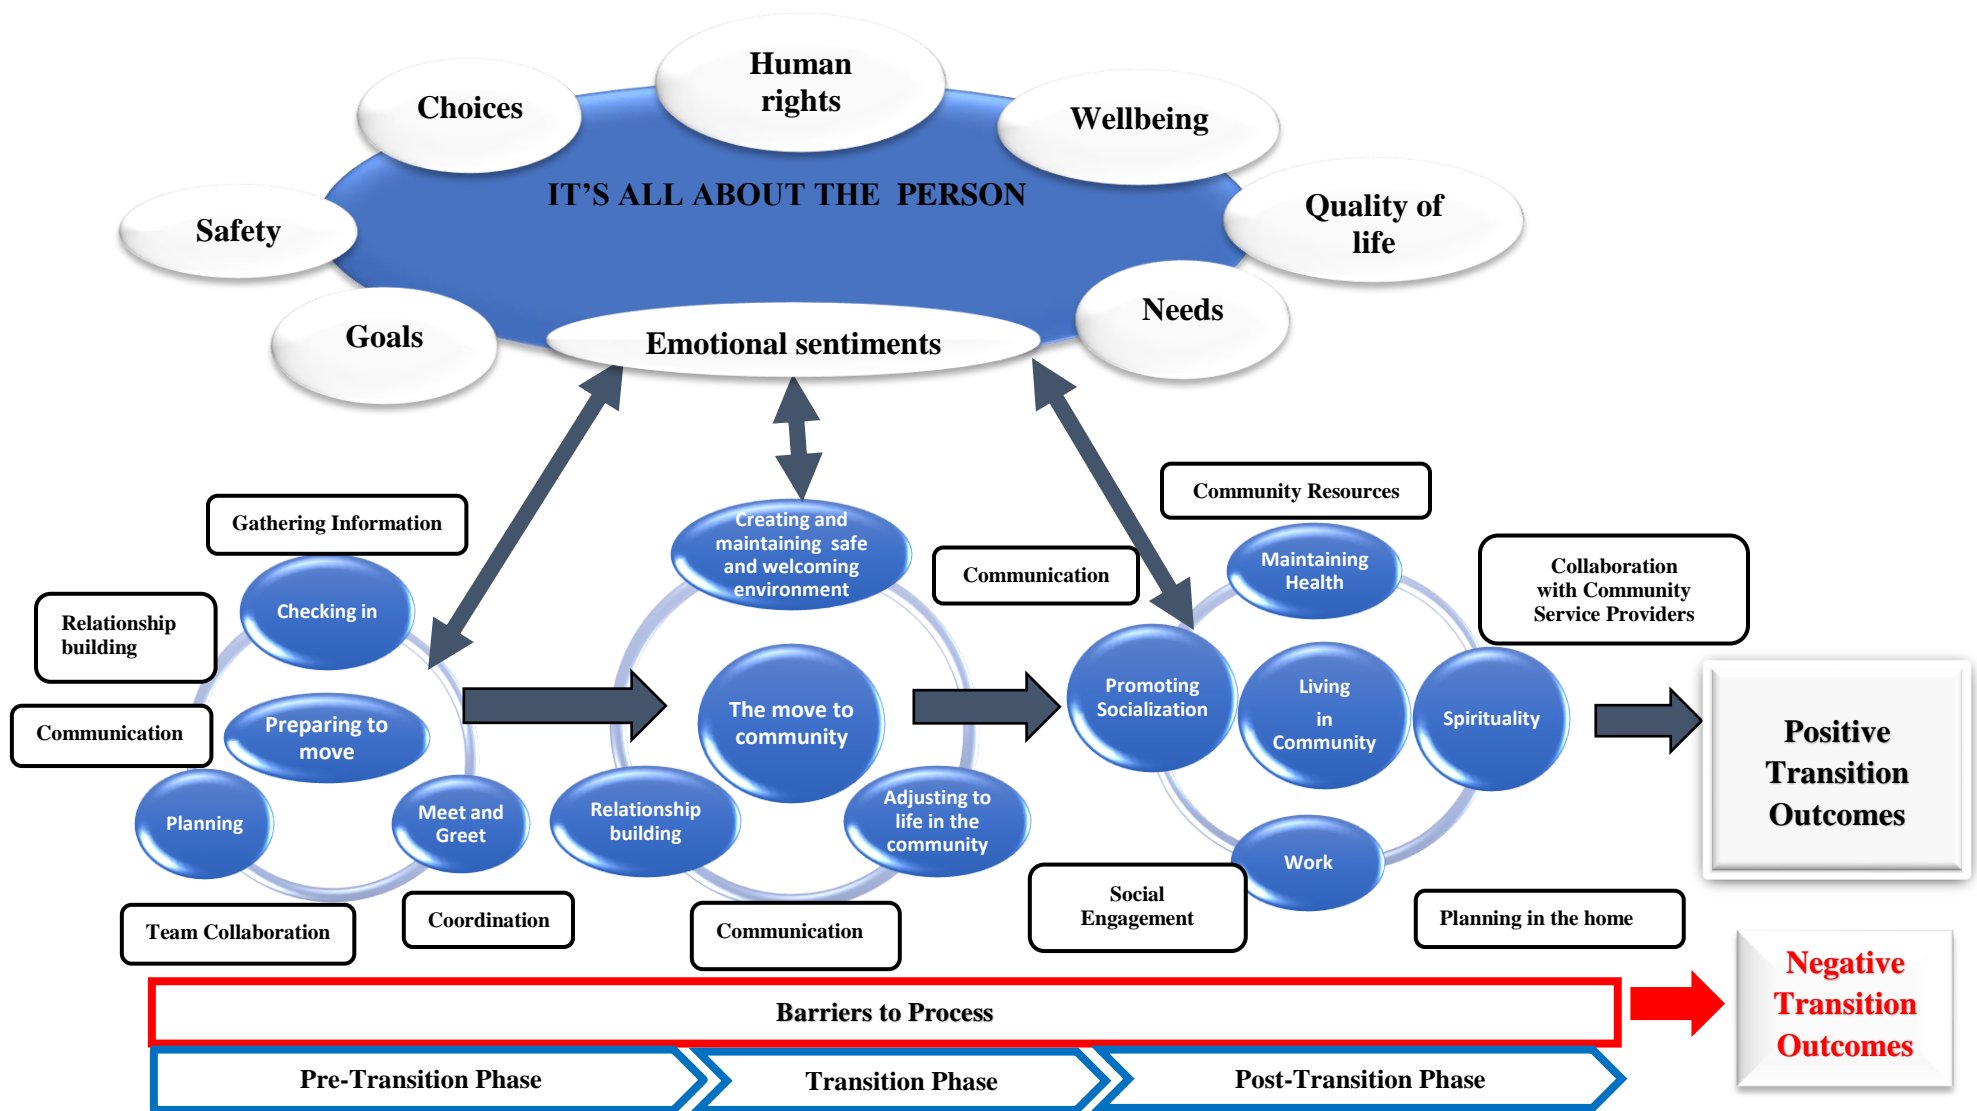 Human
rights
Choices
Wellbeing
IT’S ALL ABOUT THE  PERSON
Safety
Quality of
life
Goals
Needs
Emotional sentiments
Gathering Information
Checking in
Relationship
building
Communication
Preparing to
move
Planning
Meet and
Greet
Team Collaboration
Coordination
Creating and
maintaining  safe
and welcoming
environment
The move to
community
Relationship
building
Adjusting to
life in the
community
Communication
Communication
Community Resources
Maintaining
Health
Collaboration
with Community
Service Providers
Promoting
Socialization
Living
in
Community
Spirituality
Work
Social
Engagement
Planning in the home
Positive
Transition
Outcomes
Barriers to Process
Negative
Transition
Outcomes
Pre-Transition Phase
Transition Phase
Post-Transition Phase